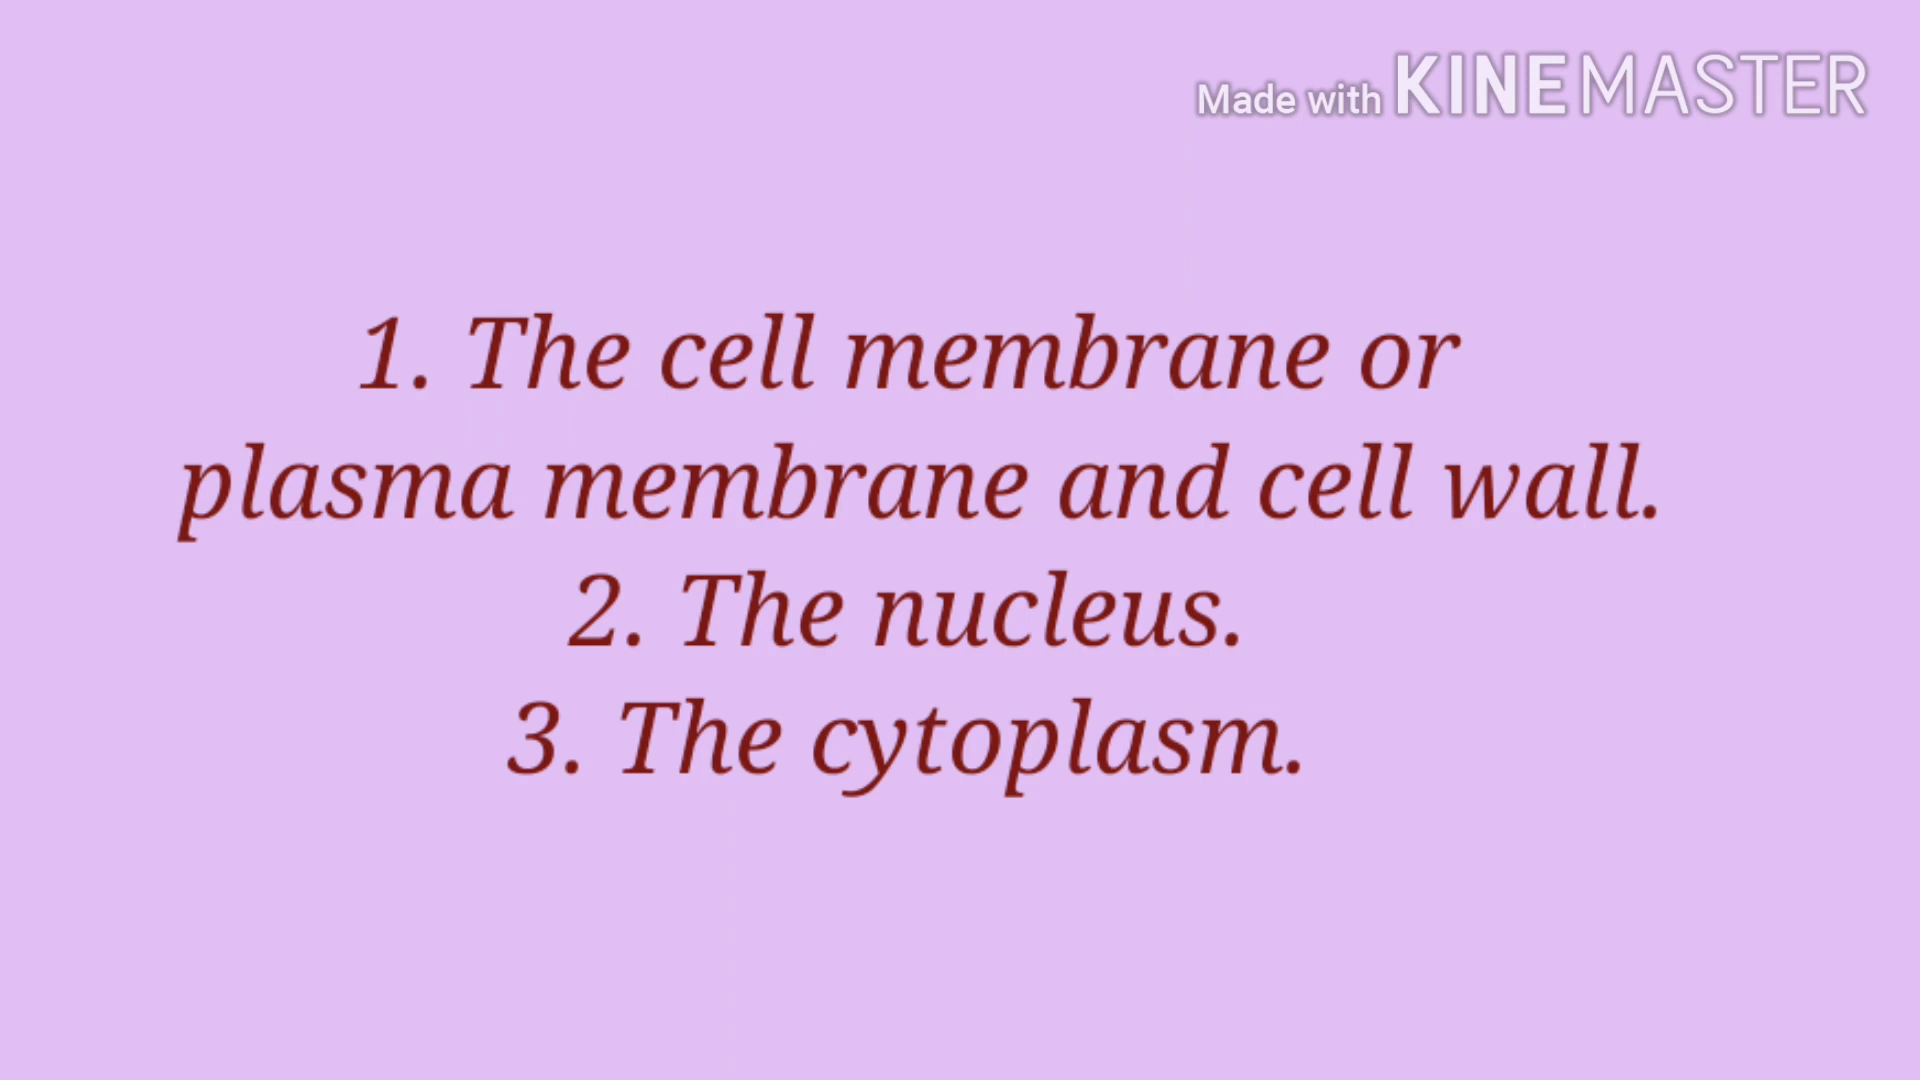 Made with KINEMASTER
1. The cell membrane or
plasma membrane and cell wall.
2. The nucleus.
3. The cytoplasm.